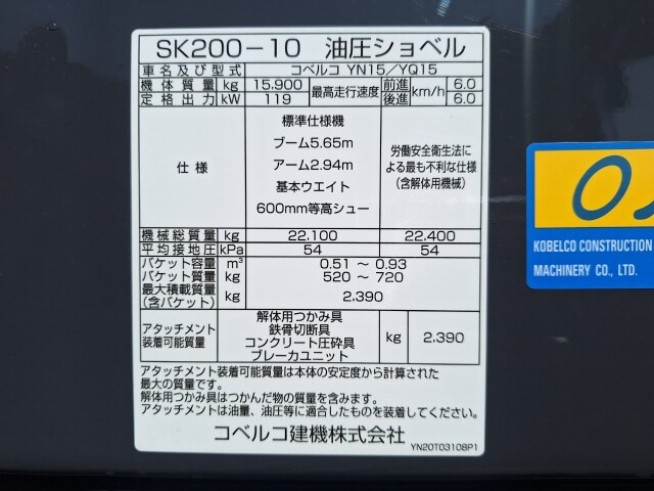 SK200-10 油圧ショベル
車名及び型式 コベルコ YN15/YQ15
機体質量 kg 15,900 最高走行速度 前進 km/h 6.0
定格出力 kW 119 後進 6.0
仕様
標準仕様機
ブーム5.65m
アーム2.94m
基本ウエイト
600mm等高シュー
労働安全衛生法に
よる最も不利な仕様
(含解体用機械)
機械総質量 kg 22,100 22,400
平均接地圧 kPa 54 54
バケット容量 m³ 0.51 ~ 0.93
バケット質量 kg 520 ~ 720
最大積載質量
(含バケット) kg 2,390
アタッチメント
装着可能質量
解体用つかみ具
鉄骨切断具
コンクリート圧砕具
ブレーカユニット
kg 2,390
アタッチメント装着可能質量は本体の安定度から計算された
最大の質量です。
解体用つかみ具はつかんだ物の質量を含みます。
アタッチメントは油量、油圧等に適合したものを装着してください。
コベルコ建機株式会社
YN20T03108P1
KOBELCO CONSTRUCTION
MACHINERY CO., LTD.